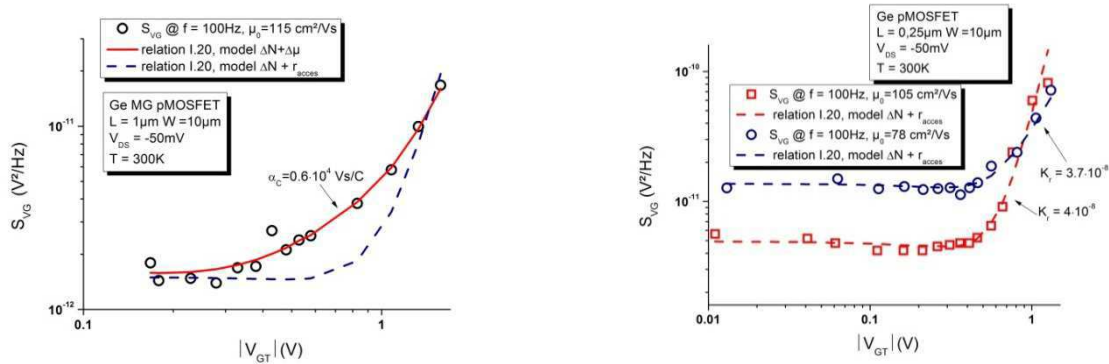 S_VG @ f = 100Hz, μ₀=115 cm²/Vs
relation I.20, model ΔN+Δμ
relation I.20, model ΔN + r_acces
Ge MG pMOSFET
L = 1μm W = 10μm
V_DS = -50mV
T = 300K
α_C=0.6·10⁴ Vs/C
S_VG (V²/Hz)
10⁻¹¹
10⁻¹²
0.1
1
|V_GT| (V)
Ge pMOSFET
L = 0,25μm W =10μm
V_DS = -50mV
T = 300K
S_VG @ f = 100Hz, μ₀=105 cm²/Vs
relation I.20, model ΔN + r_acces
S_VG @ f = 100Hz, μ₀=78 cm²/Vs
relation I.20, model ΔN + r_acces
K_r = 3.7·10⁻⁸
K_r = 4·10⁻⁸
S_VG (V²/Hz)
10⁻¹⁰
10⁻¹¹
0.01
0.1
1
|V_GT| (V)